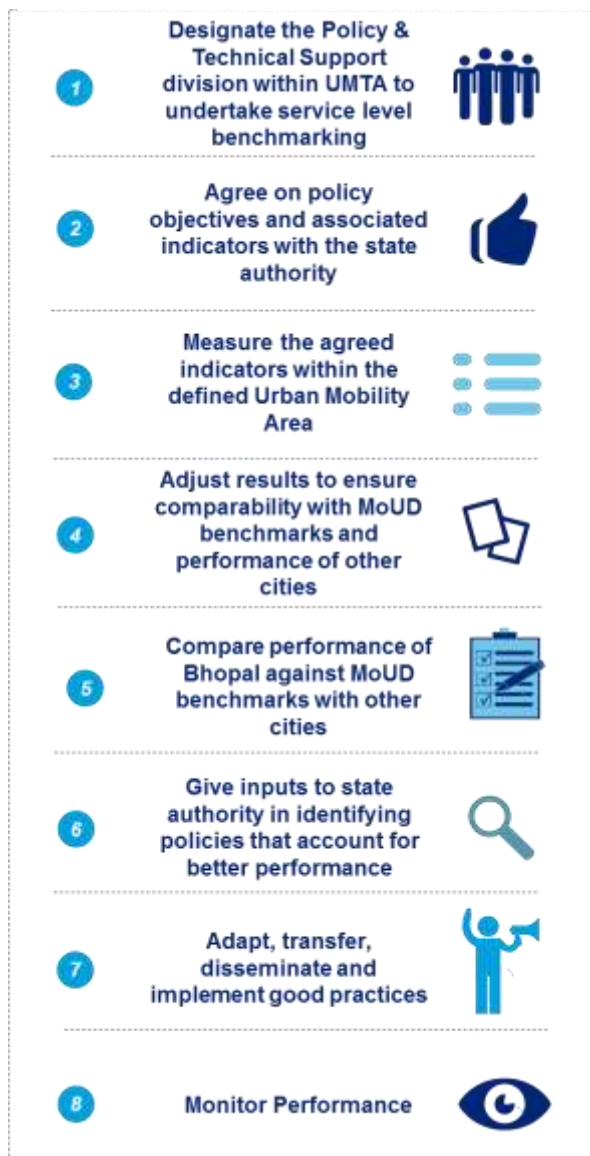 Designate the Policy &
Technical Support
division within UMTA to
undertake service level
benchmarking
1
Agree on policy
objectives and associated
indicators with the state
authority
2
Measure the agreed
indicators within the
defined Urban Mobility
Area
3
Adjust results to ensure
comparability with MoUD
benchmarks and
performance of other
cities
4
Compare performance of
Bhopal against MoUD
benchmarks with other
cities
5
Give inputs to state
authority in identifying
policies that account for
better performance
6
Adapt, transfer,
disseminate and
implement good practices
7
8 Monitor Performance